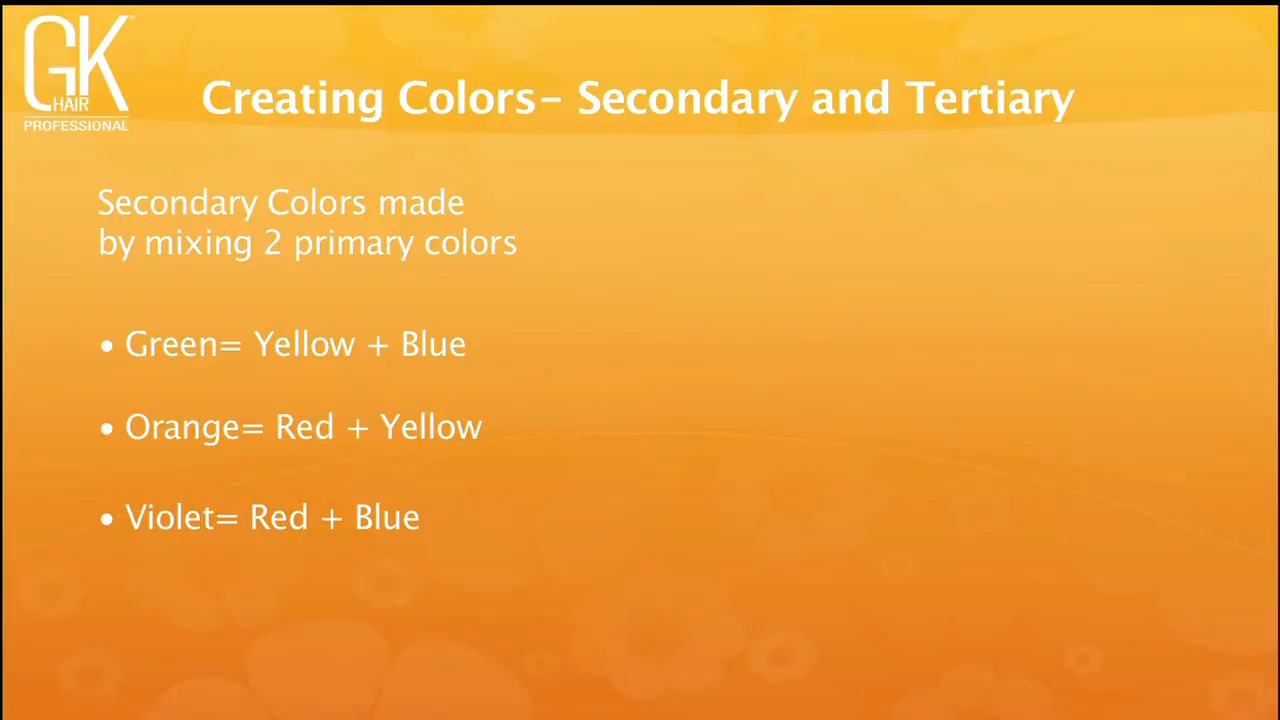 GK
HAIR
PROFESSIONAL
Creating Colors- Secondary and Tertiary
Secondary Colors made
by mixing 2 primary colors
• Green= Yellow + Blue
• Orange= Red + Yellow
• Violet= Red + Blue